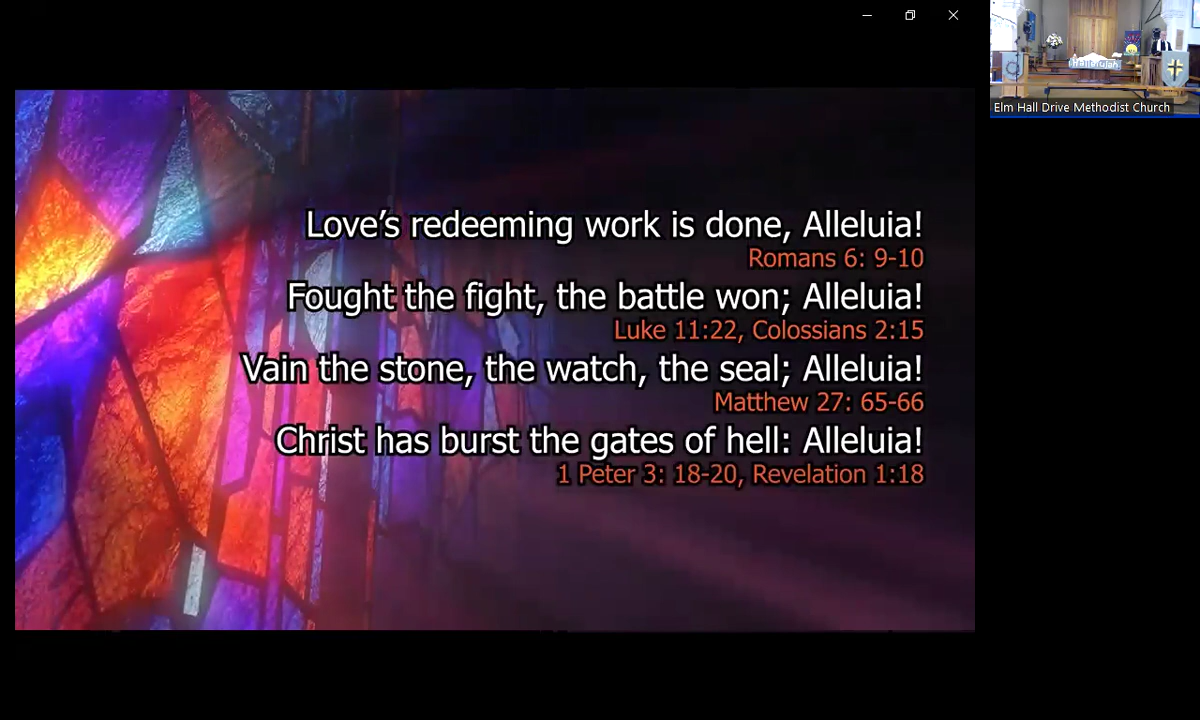 Love's redeeming work is done, Alleluia!
Romans 6: 9-10
Fought the fight, the battle won; Alleluia!
Luke 11:22, Colossians 2:15
Vain the stone, the watch, the seal; Alleluia!
Matthew 27: 65-66
Christ has burst the gates of hell: Alleluia!
1 Peter 3: 18-20, Revelation 1:18
Elm Hall Drive Methodist Church